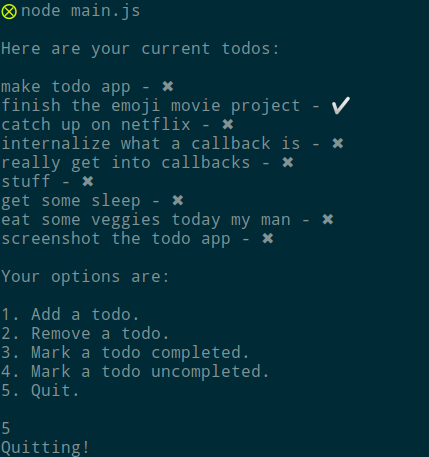 ⊗ node main.js
Here are your current todos:
make todo app - ✖
finish the emoji movie project - ✔
catch up on netflix - ✖
internalize what a callback is - ✖
really get into callbacks - ✖
stuff - ✖
get some sleep - ✖
eat some veggies today my man - ✖
screenshot the todo app - ✖
Your options are:
1. Add a todo.
2. Remove a todo.
3. Mark a todo completed.
4. Mark a todo uncompleted.
5. Quit.
5
Quitting!